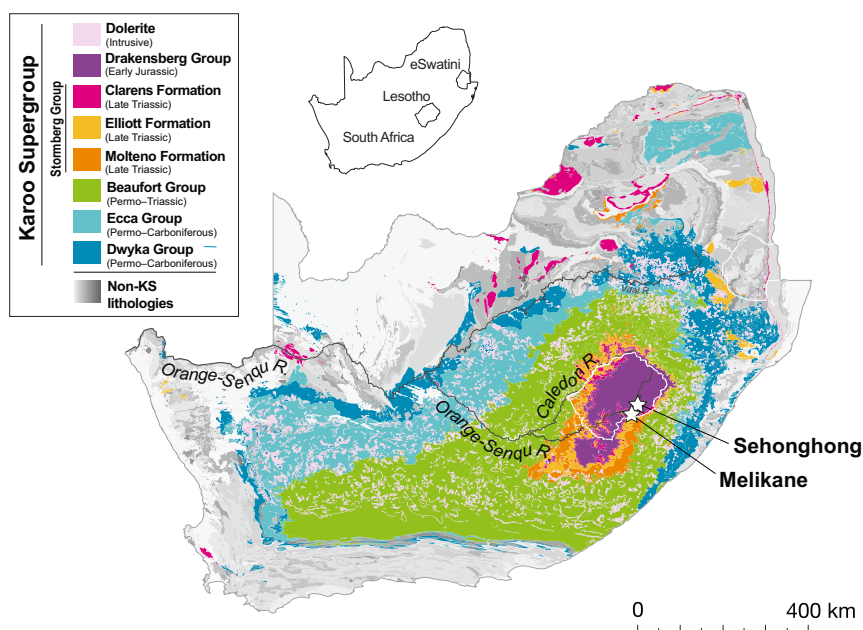 Karoo Supergroup
Stormberg Group
Dolerite
(Intrusive)
Drakensberg Group
(Early Jurassic)
Clarens Formation
(Late Triassic)
Elliott Formation
(Late Triassic)
Molteno Formation
(Late Triassic)
Beaufort Group
(Permo–Triassic)
Ecca Group
(Permo–Carboniferous)
Dwyka Group
(Permo–Carboniferous)
Non-KS
lithologies
eSwatini
Lesotho
South Africa
Vaal R.
Orange-Senqu R.
Caledon R.
Orange-Senqu R.
Sehonghong
Melikane
0 400 km